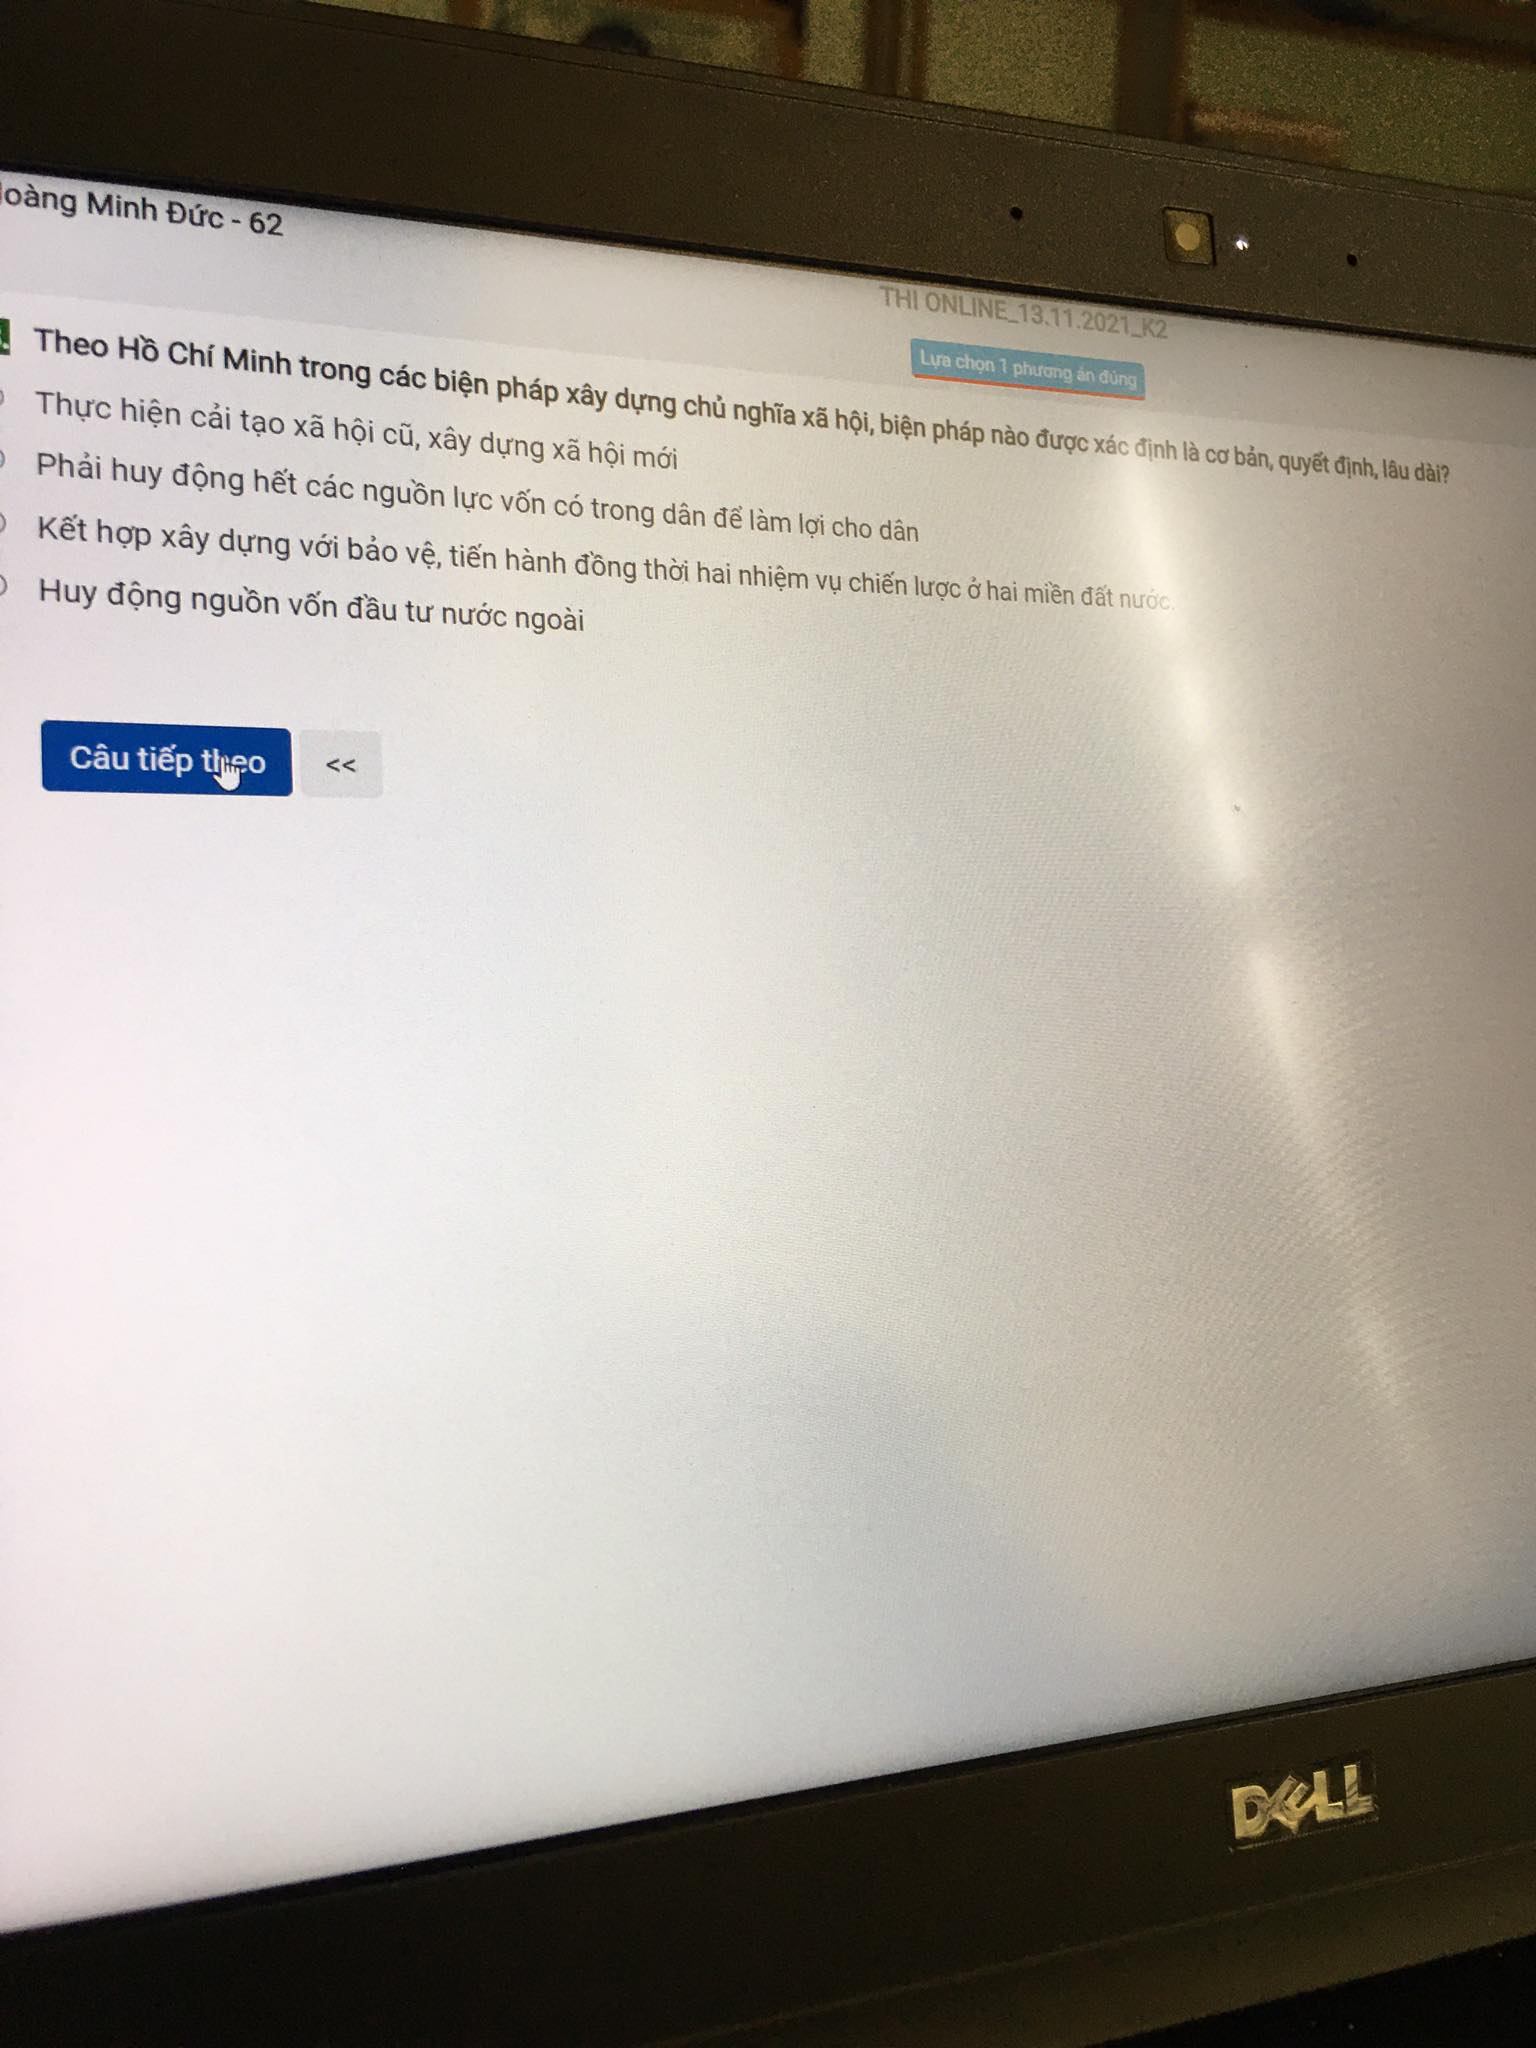 oàng Minh Đức - 62
THI ONLINE_13.11.2021_K2
Lựa chọn 1 phương án đúng
Theo Hồ Chí Minh trong các biện pháp xây dựng chủ nghĩa xã hội, biện pháp nào được xác định là cơ bản, quyết định, lâu dài?
Thực hiện cải tạo xã hội cũ, xây dựng xã hội mới
Phải huy động hết các nguồn lực vốn có trong dân để làm lợi cho dân
Kết hợp xây dựng với bảo vệ, tiến hành đồng thời hai nhiệm vụ chiến lược ở hai miền đất nước.
Huy động nguồn vốn đầu tư nước ngoài
Câu tiếp theo <<
DELL